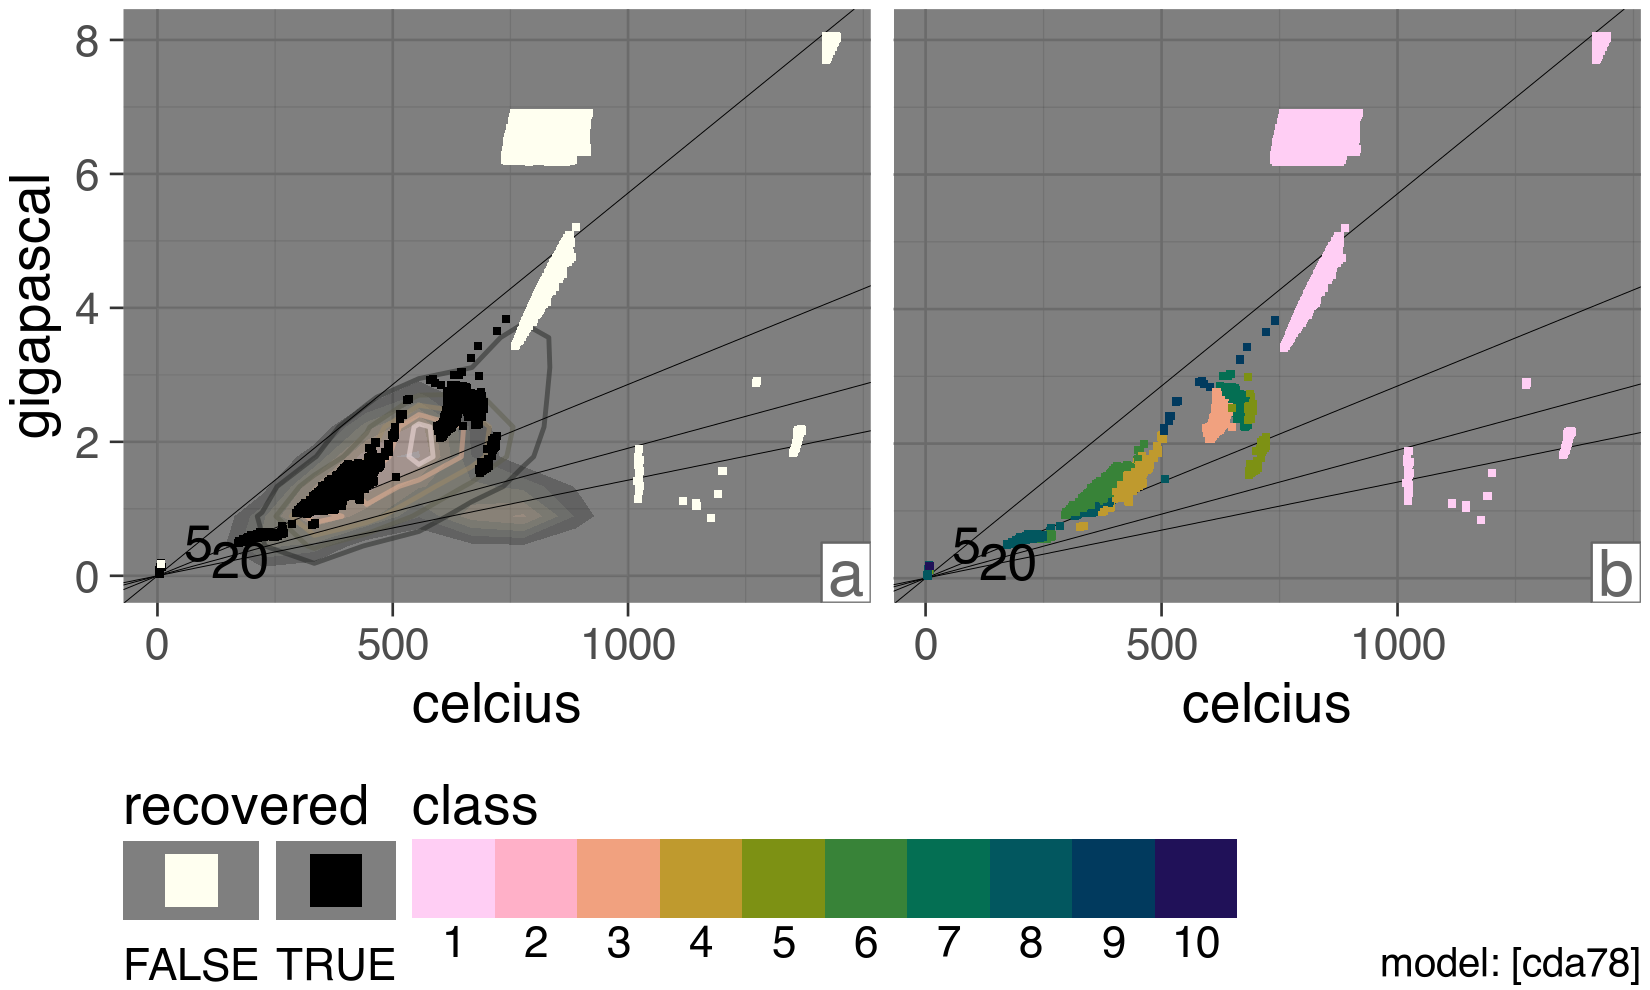 gigapascal
8
6
4
2
0
5
20
a
5
20
b
0 500 1000
0 500 1000
celcius
celcius
recovered
FALSE TRUE
class
1 2 3 4 5 6 7 8 9 10
model: [cda78]